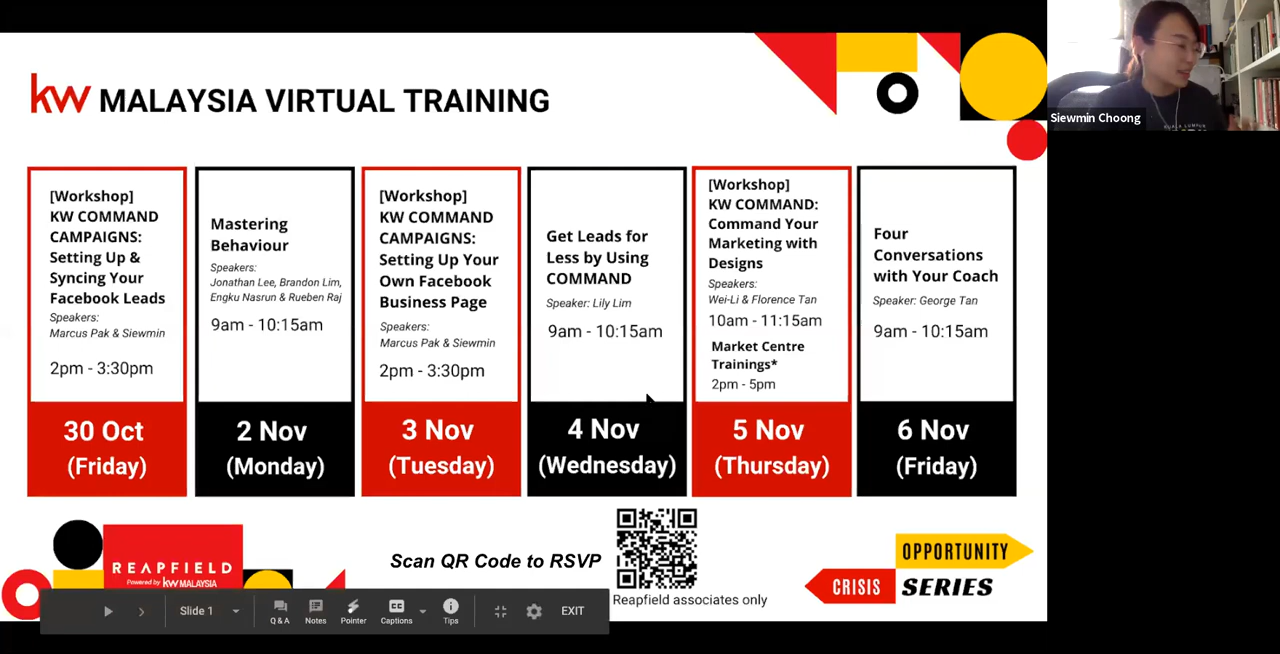 kw MALAYSIA VIRTUAL TRAINING
Siewmin Choong
KUALA LUMPUR
[Workshop]
KW COMMAND
CAMPAIGNS:
Setting Up &
Syncing Your
Facebook Leads
Speakers:
Marcus Pak & Siewmin
2pm - 3:30pm
30 Oct
(Friday)
Mastering
Behaviour
Speakers:
Jonathan Lee, Brandon Lim,
Engku Nasrun & Rueben Raj
9am - 10:15am
2 Nov
(Monday)
[Workshop]
KW COMMAND
CAMPAIGNS:
Setting Up Your
Own Facebook
Business Page
Speakers:
Marcus Pak & Siewmin
2pm - 3:30pm
3 Nov
(Tuesday)
Get Leads for
Less by Using
COMMAND
Speaker: Lily Lim
9am - 10:15am
4 Nov
(Wednesday)
[Workshop]
KW COMMAND:
Command Your
Marketing with
Designs
Speakers:
Wei-Li & Florence Tan
10am - 11:15am
Market Centre
Trainings*
2pm - 5pm
5 Nov
(Thursday)
Four
Conversations
with Your Coach
Speaker: George Tan
9am - 10:15am
6 Nov
(Friday)
REAPFIELD
Powered by kw MALAYSIA
Scan QR Code to RSVP
Reapfield associates only
OPPORTUNITY
CRISIS SERIES
Slide 1
Q & A
Notes
Pointer
CC
Captions
Tips
EXIT